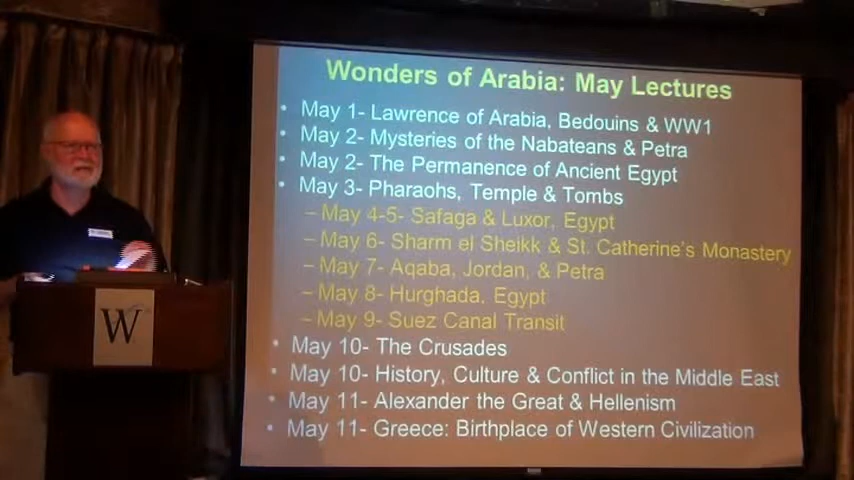 Wonders of Arabia: May Lectures
• May 1- Lawrence of Arabia, Bedouins & WW1
• May 2- Mysteries of the Nabateans & Petra
• May 2- The Permanence of Ancient Egypt
• May 3- Pharaohs, Temple & Tombs
– May 4-5- Safaga & Luxor, Egypt
– May 6- Sharm el Sheikk & St. Catherine's Monastery
– May 7- Aqaba, Jordan, & Petra
– May 8- Hurghada, Egypt
– May 9- Suez Canal Transit
• May 10- The Crusades
• May 10- History, Culture & Conflict in the Middle East
• May 11- Alexander the Great & Hellenism
• May 11- Greece: Birthplace of Western Civilization
W